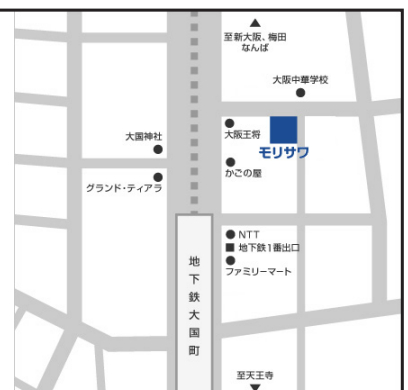 至新大阪、梅田
なんば
大阪中華学校
大阪王将
モリサワ
大国神社
かごの屋
グランド・ティアラ
NTT
地下鉄1番出口
ファミリーマート
地下鉄大国町
至天王寺